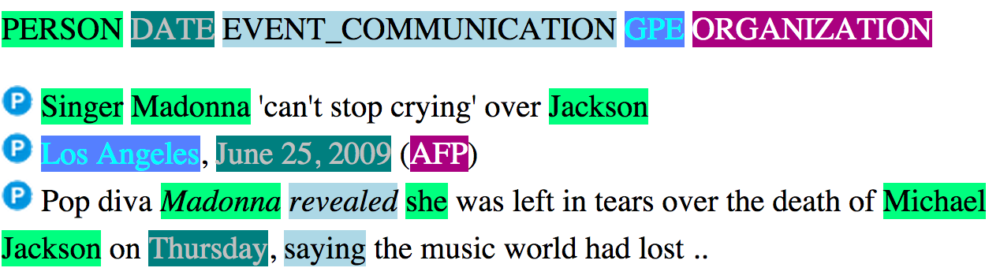 PERSON DATE EVENT_COMMUNICATION GPE ORGANIZATION
P Singer Madonna 'can't stop crying' over Jackson
P Los Angeles, June 25, 2009 (AFP)
P Pop diva Madonna revealed she was left in tears over the death of Michael
Jackson on Thursday, saying the music world had lost ..